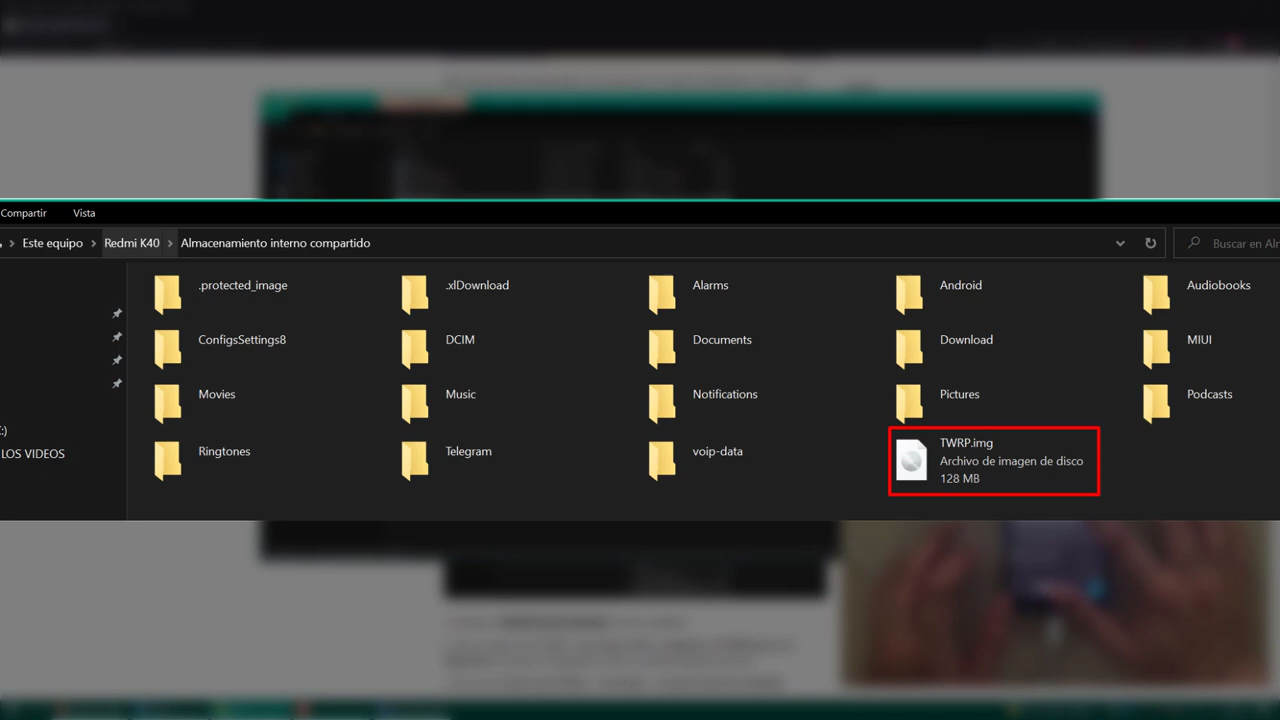 Compartir Vista
Este equipo Redmi K40 Almacenamiento interno compartido Buscar en Alm
.protected_image .xlDownload Alarms Android Audiobooks
ConfigsSettings8 DCIM Documents Download MIUI
Movies Music Notifications Pictures Podcasts
:)
LOS VIDEOS
Ringtones Telegram voip-data TWRP.img
Archivo de imagen de disco
128 MB